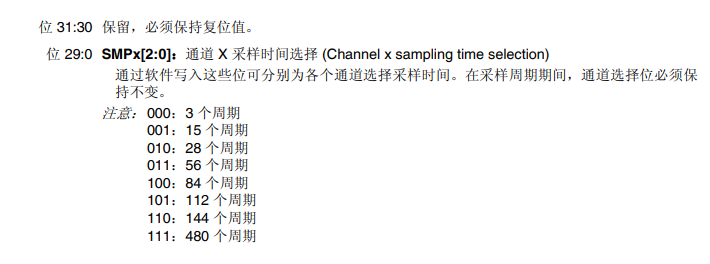 位 31:30 保留，必须保持复位值。
位 29:0 SMPx[2:0]：通道 X 采样时间选择 (Channel x sampling time selection)
通过软件写入这些位可分别为各个通道选择采样时间。在采样周期期间，通道选择位必须保
持不变。
注意：000：3 个周期
001：15 个周期
010：28 个周期
011：56 个周期
100：84 个周期
101：112 个周期
110：144 个周期
111：480 个周期